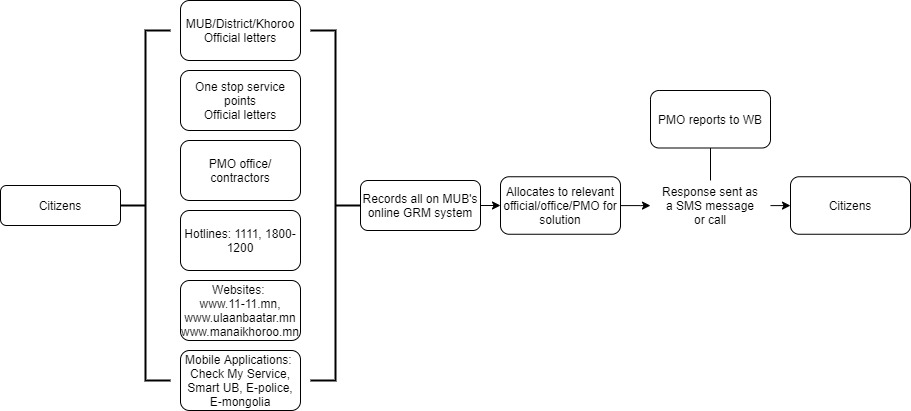 Citizens
MUB/District/Khoroo
Official letters
One stop service
points
Official letters
PMO office/
contractors
Hotlines: 1111, 1800-
1200
Websites:
www.11-11.mn,
www.ulaanbaatar.mn
www.manaikhoroo.mn
Mobile Applications:
Check My Service,
Smart UB, E-police,
E-mongolia
Records all on MUB's
online GRM system
Allocates to relevant
official/office/PMO for
solution
PMO reports to WB
Response sent as
a SMS message
or call
Citizens